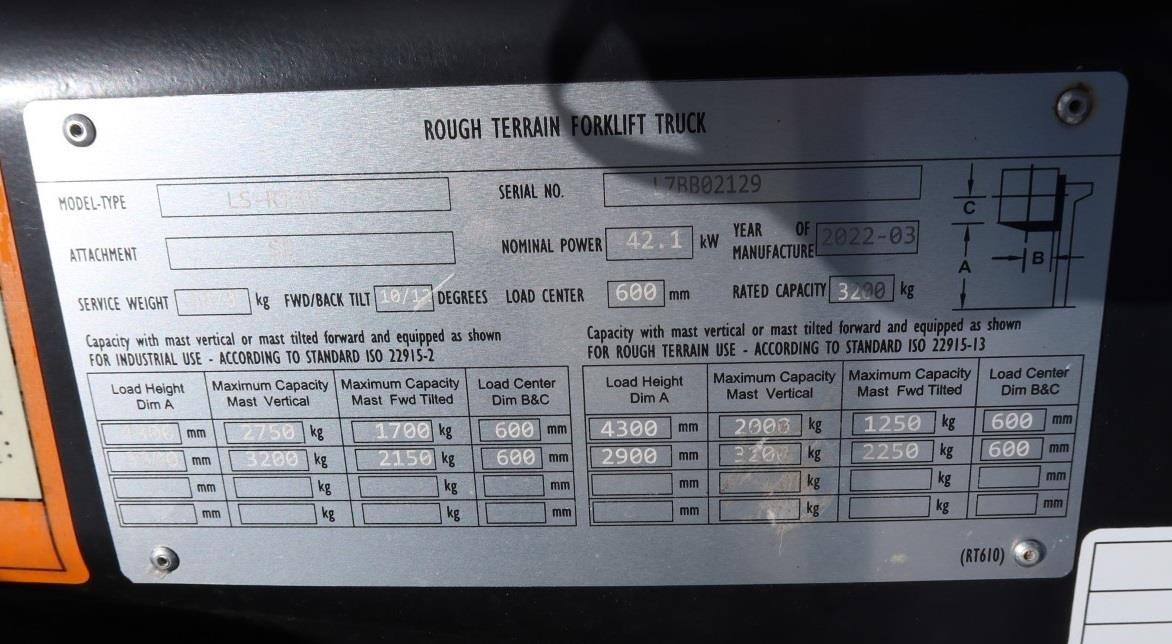 ROUGH TERRAIN FORKLIFT TRUCK
MODEL-TYPE SERIAL NO. L7BB02129
ATTACHMENT NOMINAL POWER 42.1 kW YEAR OF MANUFACTURE 2022-03
SERVICE WEIGHT kg FWD/BACK TILT 10/12 DEGREES LOAD CENTER 600 mm RATED CAPACITY 3200 kg
C
B
A
Capacity with mast vertical or mast tilted forward and equipped as shown
FOR INDUSTRIAL USE - ACCORDING TO STANDARD ISO 22915-2
Load Height Maximum Capacity Maximum Capacity Load Center
Dim A Mast Vertical Mast Fwd Tilted Dim B&C
mm 2750 kg 1700 kg 600 mm
mm 3200 kg 2150 kg 600 mm
mm kg kg mm
mm kg kg mm
Capacity with mast vertical or mast tilted forward and equipped as shown
FOR ROUGH TERRAIN USE - ACCORDING TO STANDARD ISO 22915-13
Load Height Maximum Capacity Maximum Capacity Load Center
Dim A Mast Vertical Mast Fwd Tilted Dim B&C
4300 mm 2000 kg 1250 kg 600 mm
2900 mm 3200 kg 2250 kg 600 mm
mm kg kg mm
mm kg kg mm
(RT610)